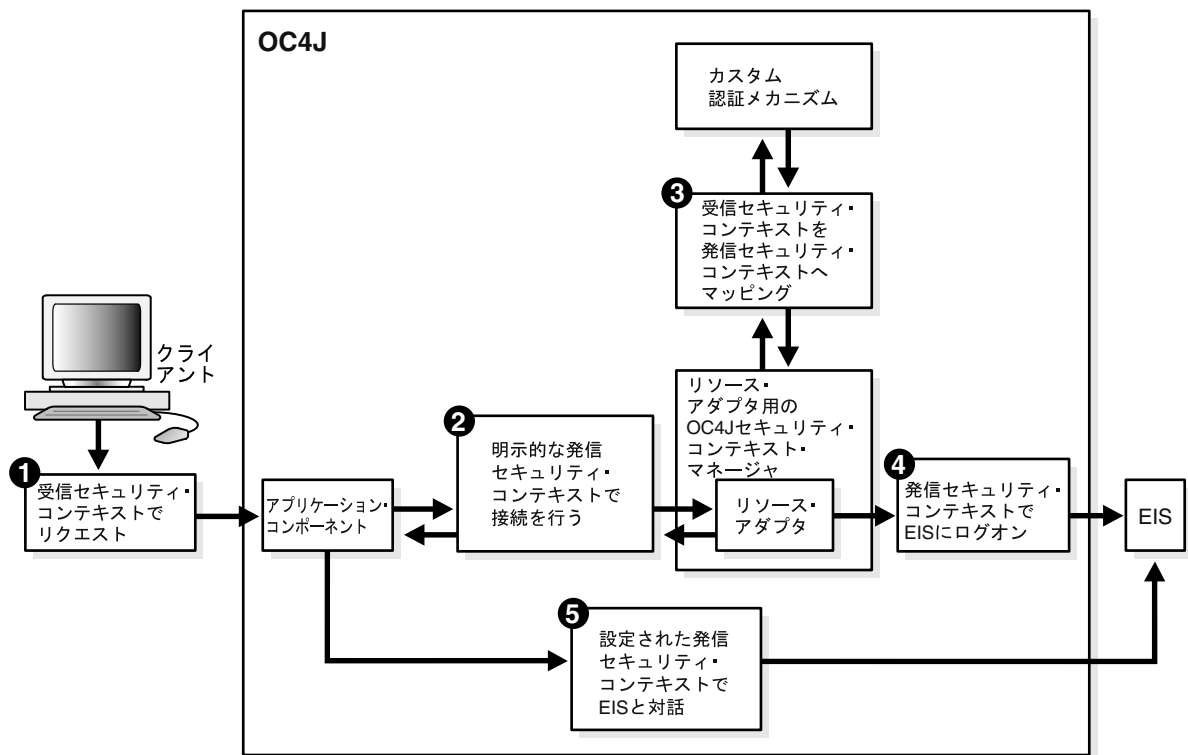 OC4J
カスタム
認証メカニズム
3
受信セキュリティ・
コンテキストを
発信セキュリティ・
コンテキストへ
マッピング
クライ
アント
リソース・
アダプタ用の
OC4Jセキュリティ・
コンテキスト・
マネージャ
リソース・
アダプタ
1
受信セキュリティ・
コンテキストで
リクエスト
アプリケーション・
コンポーネント
2
明示的な発信
セキュリティ・
コンテキストで
接続を行う
4
発信セキュリティ・
コンテキストで
EISにログオン
EIS
5
設定された発信
セキュリティ・
コンテキストで
EISと対話